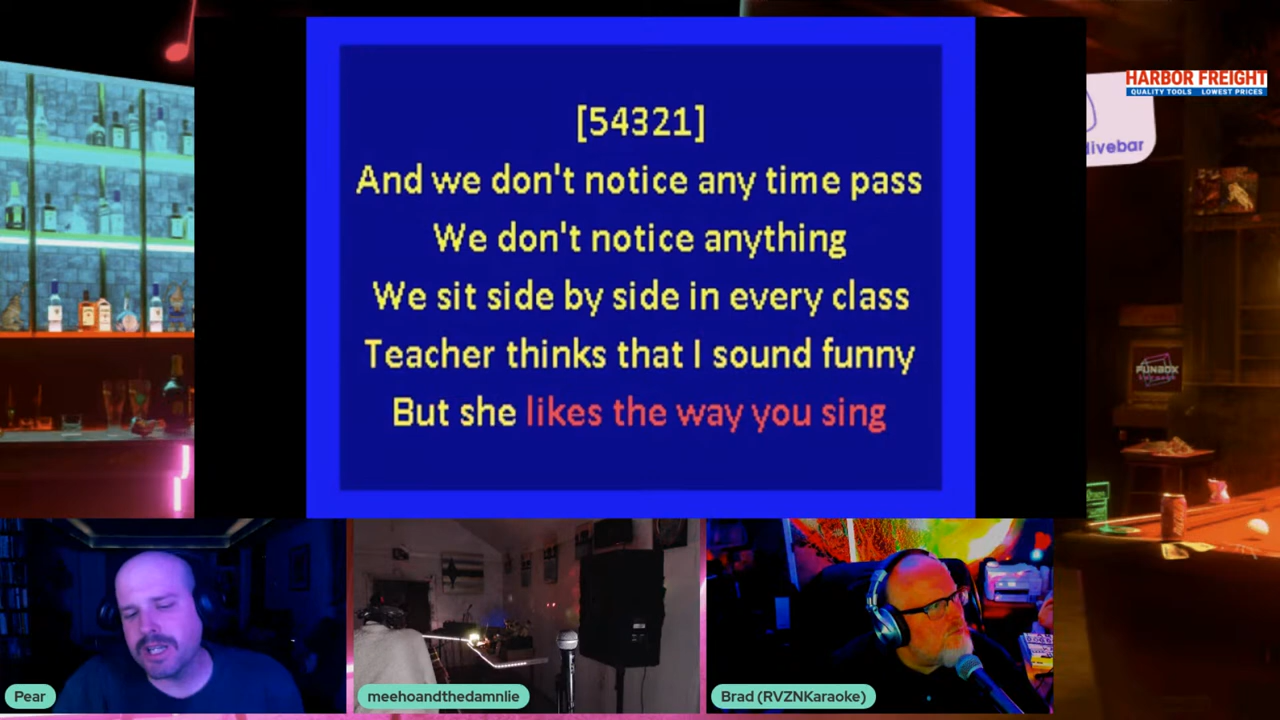 HARBOR FREIGHT
QUALITY TOOLS LOWEST PRICES
divebar
[54321]
And we don't notice any time pass
We don't notice anything
We sit side by side in every class
Teacher thinks that I sound funny
But she likes the way you sing
FUNBOX
Pear
meehoandthedamnlie
Brad (RVZNKaraoke)